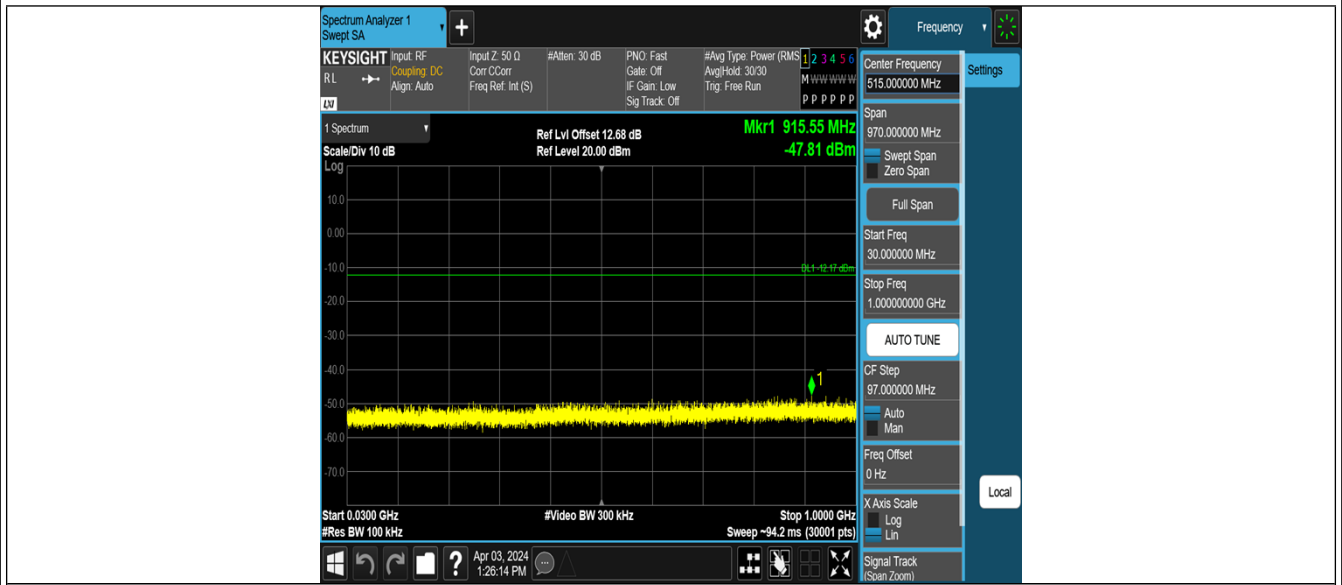 Spectrum Analyzer 1
Swept SA
+
Frequency
KEYSIGHT
RL
LXI
Input: RF
Coupling: DC
Align: Auto
Input Z: 50 Ω
Corr CCorr
Freq Ref: Int (S)
#Atten: 30 dB
PNO: Fast
Gate: Off
IF Gain: Low
Sig Track: Off
#Avg Type: Power (RMS
Avg|Hold: 30/30
Trig: Free Run
1 2 3 4 5 6
M W W W W W
P P P P P P
1 Spectrum
Scale/Div 10 dB
Log
Ref Lvl Offset 12.68 dB
Ref Level 20.00 dBm
Mkr1 915.55 MHz
-47.81 dBm
10.0
0.00
-10.0
DL1 -12.17 dBm
-20.0
-30.0
-40.0
1
-50.0
-60.0
-70.0
Start 0.0300 GHz
#Res BW 100 kHz
#Video BW 300 kHz
Stop 1.0000 GHz
Sweep ~94.2 ms (30001 pts)
Center Frequency
515.000000 MHz
Span
970.000000 MHz
Swept Span
Zero Span
Full Span
Start Freq
30.000000 MHz
Stop Freq
1.000000000 GHz
AUTO TUNE
CF Step
97.000000 MHz
Auto
Man
Freq Offset
0 Hz
X Axis Scale
Log
Lin
Signal Track
(Span Zoom)
Settings
Local
?
Apr 03, 2024
1:26:14 PM